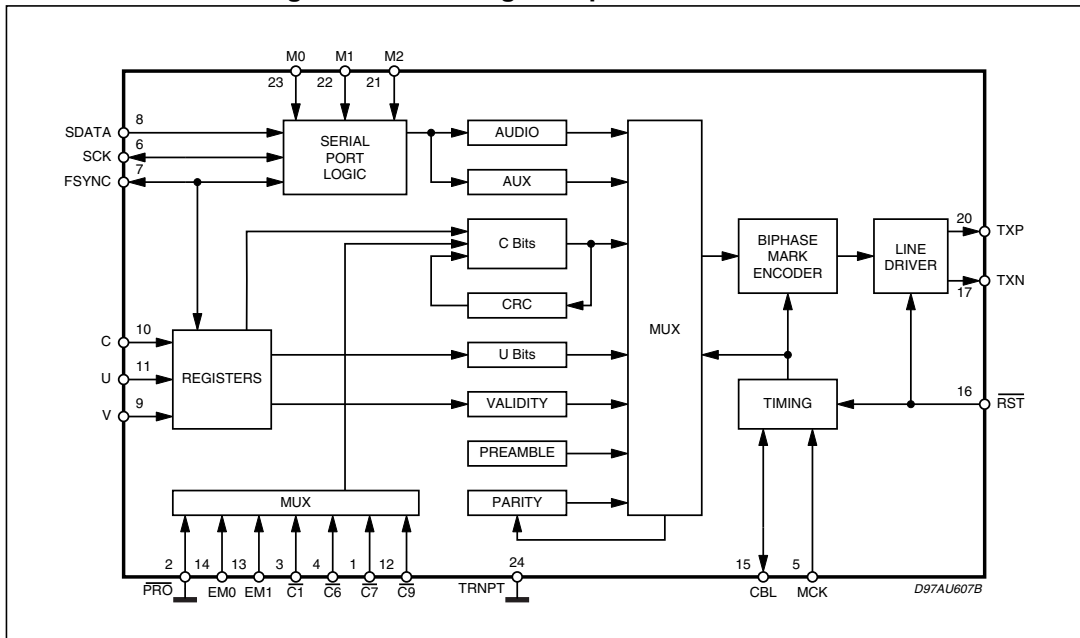 M0 M1 M2
23 22 21
SDATA 8
SCK 6
FSYNC 7
SERIAL
PORT
LOGIC
AUDIO
AUX
C Bits
CRC
U Bits
VALIDITY
PREAMBLE
PARITY
MUX
BIPHASE
MARK
ENCODER
LINE
DRIVER
20 TXP
17 TXN
C 10
U 11
V 9
REGISTERS
TIMING
16 RST
MUX
2 14 13 3 4 1 12
PRO EM0 EM1 C1 C6 C7 C9
24
TRNPT
15 5
CBL MCK
D97AU607B